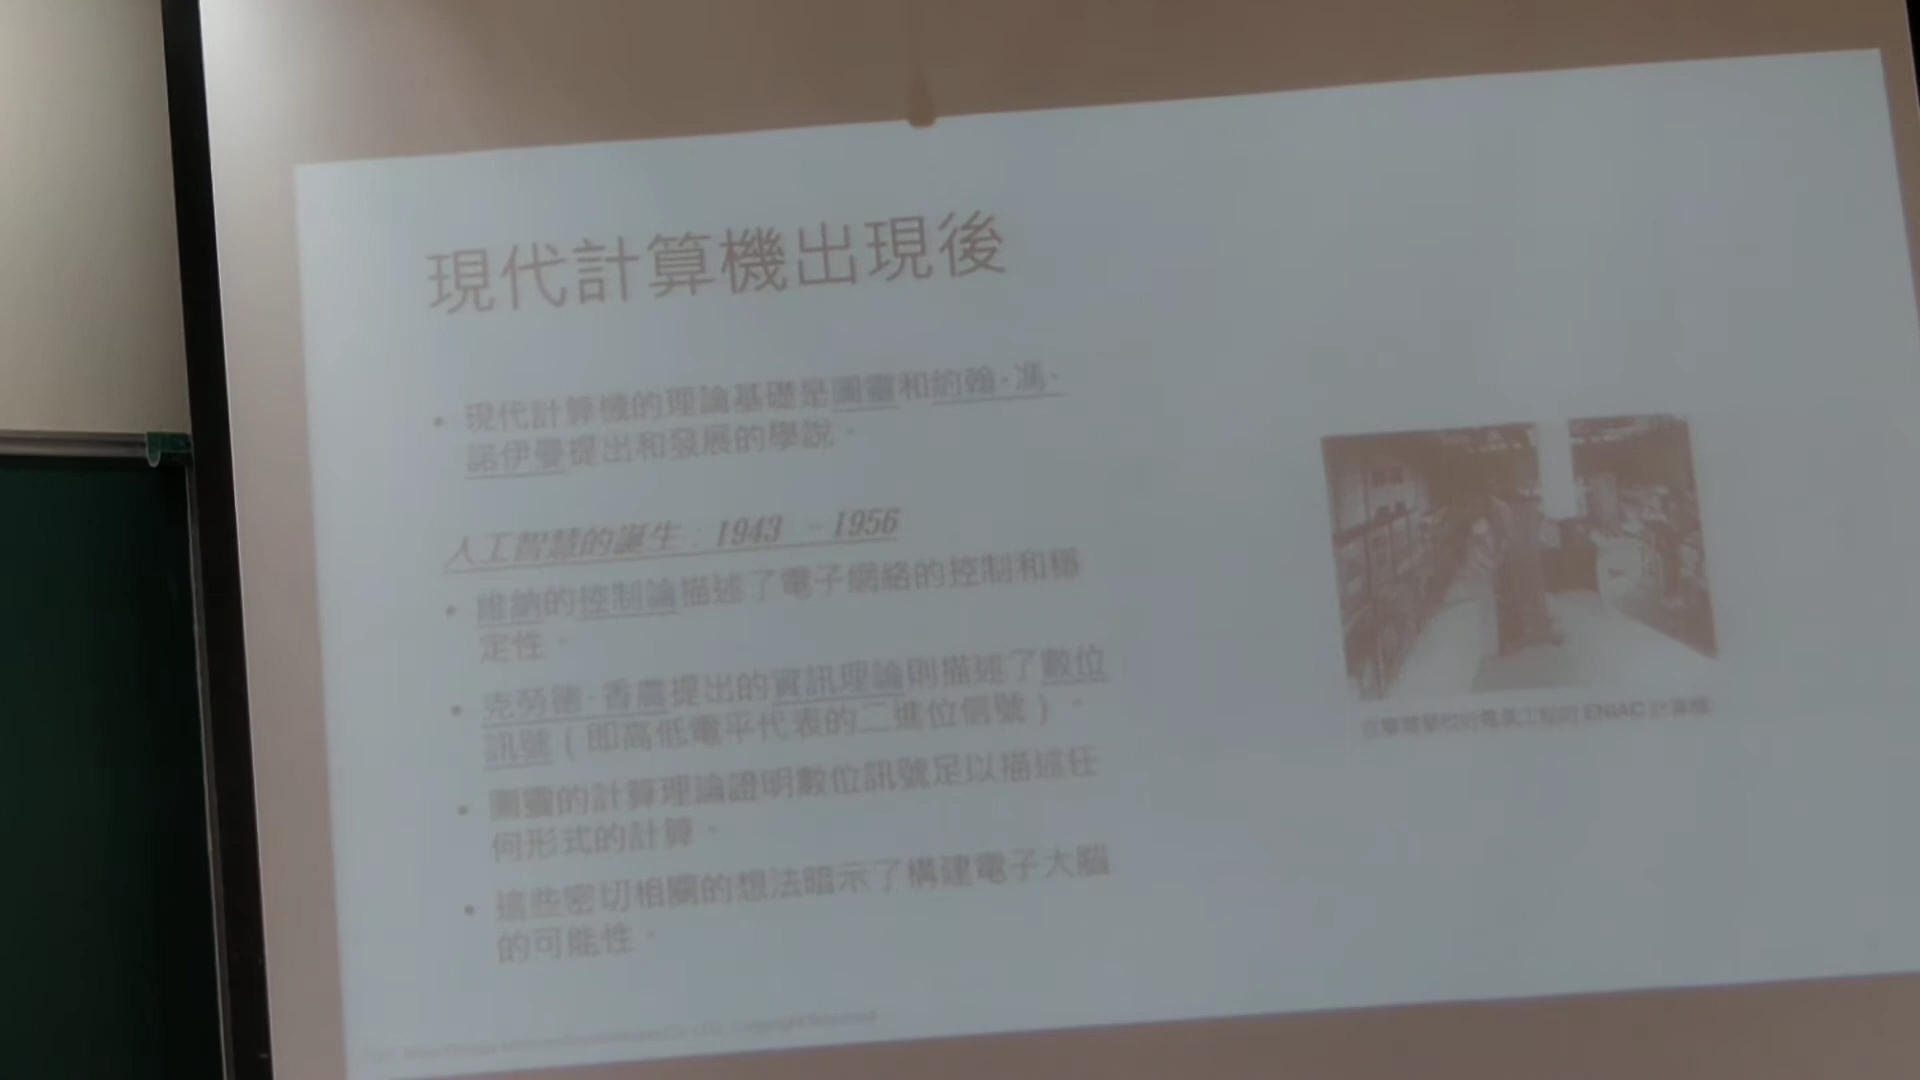 現代計算機出現後
• 現代計算機的理論基礎是圖靈和約翰·馮·
諾伊曼提出和發展的學說。
人工智慧的誕生：1943 – 1956
• 維納的控制論描述了電子網絡的控制和穩
定性。
• 克勞德·香農提出的資訊理論則描述了數位
訊號（即高低電平代表的二進位信號）。
• 圖靈的計算理論證明數位訊號足以描述任
何形式的計算。
• 這些密切相關的想法暗示了構建電子大腦
的可能性。
ENIAC 計算機
Copyright Reserved